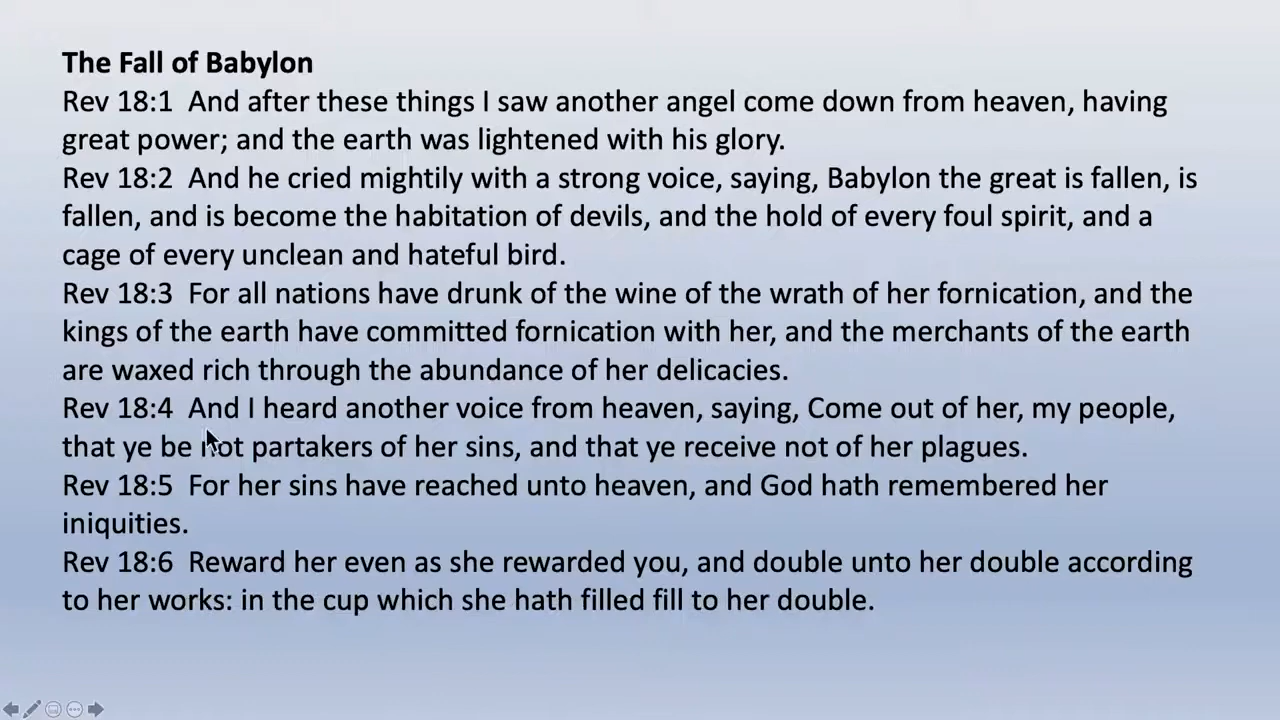 The Fall of Babylon
Rev 18:1  And after these things I saw another angel come down from heaven, having
great power; and the earth was lightened with his glory.
Rev 18:2  And he cried mightily with a strong voice, saying, Babylon the great is fallen, is
fallen, and is become the habitation of devils, and the hold of every foul spirit, and a
cage of every unclean and hateful bird.
Rev 18:3  For all nations have drunk of the wine of the wrath of her fornication, and the
kings of the earth have committed fornication with her, and the merchants of the earth
are waxed rich through the abundance of her delicacies.
Rev 18:4  And I heard another voice from heaven, saying, Come out of her, my people,
that ye be not partakers of her sins, and that ye receive not of her plagues.
Rev 18:5  For her sins have reached unto heaven, and God hath remembered her
iniquities.
Rev 18:6  Reward her even as she rewarded you, and double unto her double according
to her works: in the cup which she hath filled fill to her double.